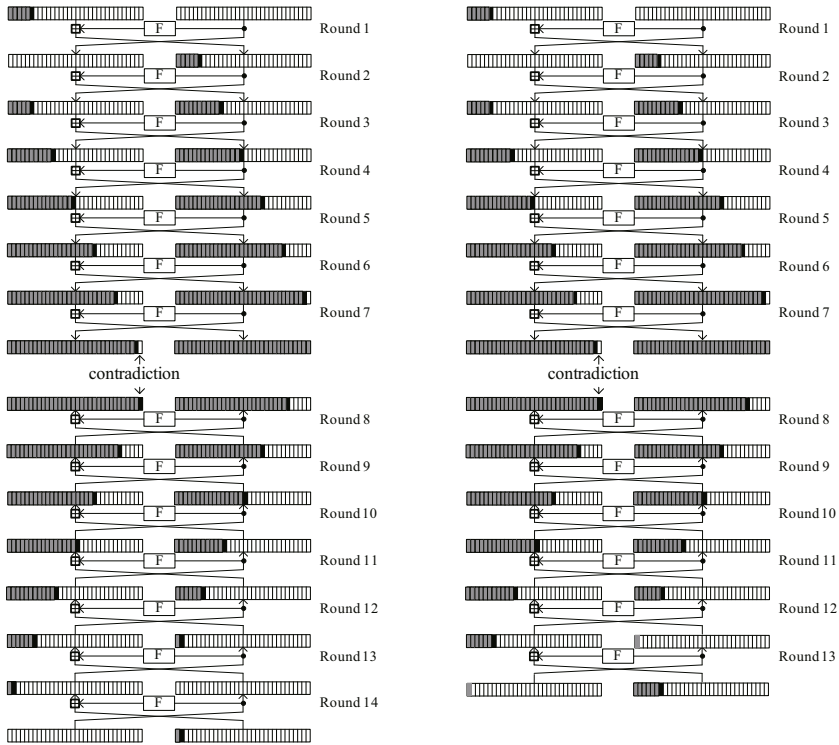 F Round 1
F Round 2
F Round 3
F Round 4
F Round 5
F Round 6
F Round 7
contradiction
F Round 8
F Round 9
F Round 10
F Round 11
F Round 12
F Round 13
F Round 14
F Round 1
F Round 2
F Round 3
F Round 4
F Round 5
F Round 6
F Round 7
contradiction
F Round 8
F Round 9
F Round 10
F Round 11
F Round 12
F Round 13